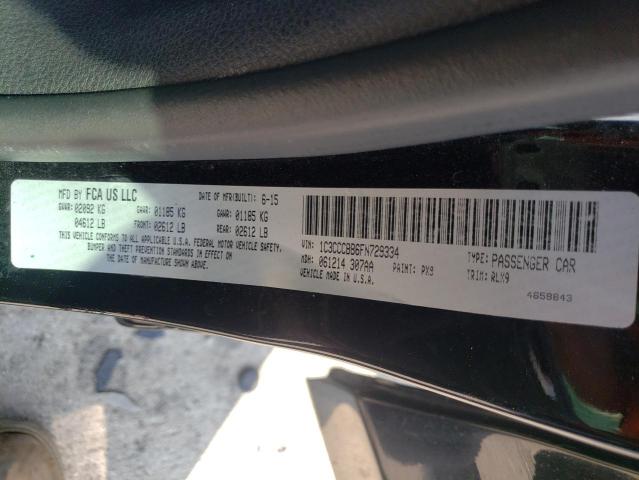 MFD BY FCA US LLC DATE OF MFR(BUILT): 6-15
GVWR: 02092 KG GAWR: 01185 KG GAWR: 01185 KG
04612 LB FRONT: 02612 LB REAR: 02612 LB
THIS VEHICLE CONFORMS TO ALL APPLICABLE U.S.A. FEDERAL MOTOR VEHICLE SAFETY,
BUMPER AND THEFT PREVENTION STANDARDS IN EFFECT ON
THE DATE OF MANUFACTURE SHOWN ABOVE.
VIN: 1C3CCCBB6FN729334 TYPE: PASSENGER CAR
MDH: 061214 307AA PAINT: PX9 TRIM: RLX9
VEHICLE MADE IN U.S.A.
4658643